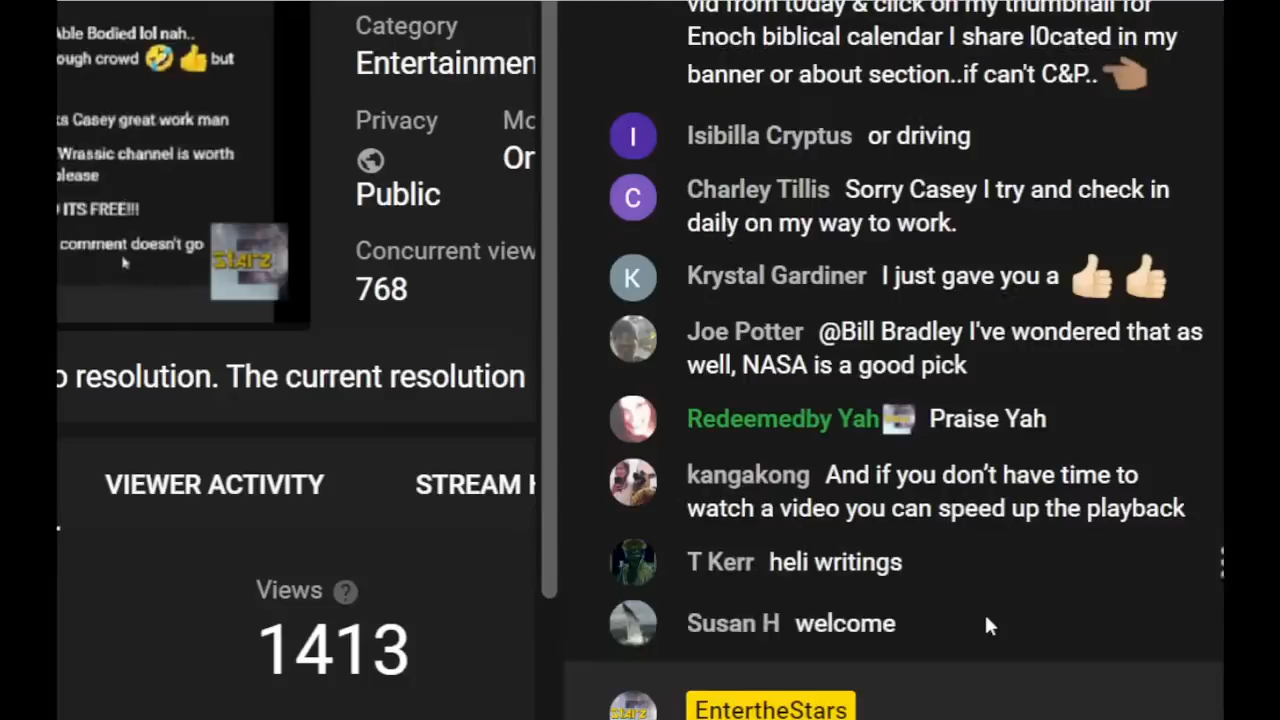 Able Bodied lol nah..
ough crowd 🤣 👍 but
ks Casey great work man
Wrassic channel is worth
please
ITS FREE!!!
comment doesn't go
Starz
Category
Entertainmen
Privacy
Mo
Or
Public
Concurrent view
768
o resolution. The current resolution
VIEWER ACTIVITY
STREAM H
Views ?
1413
vid from today & click on my thumbnail for
Enoch biblical calendar I share l0cated in my
banner or about section..if can't C&P.. 👈🏽
I
Isibilla Cryptus or driving
C
Charley Tillis Sorry Casey I try and check in
daily on my way to work.
K
Krystal Gardiner I just gave you a 👍🏻 👍🏻
Joe Potter @Bill Bradley I've wondered that as
well, NASA is a good pick
Redeemedby Yah Praise Yah
kangakong And if you don’t have time to
watch a video you can speed up the playback
T Kerr heli writings
Susan H welcome
EntertheStars